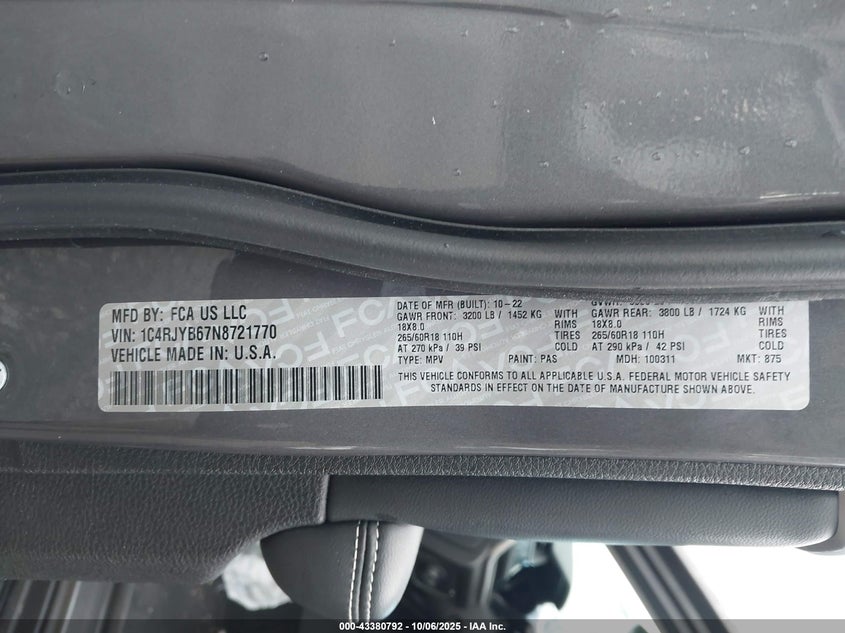 MFD BY: FCA US LLC
VIN: 1C4RJYB67N8721770
VEHICLE MADE IN: U.S.A.
DATE OF MFR (BUILT): 10-22
GAWR FRONT: 3200 LB / 1452 KG WITH
18X8.0 RIMS
265/60R18 110H TIRES
AT 270 kPa / 39 PSI COLD
GAWR REAR: 3800 LB / 1724 KG WITH
18X8.0 RIMS
265/60R18 110H TIRES
AT 290 kPa / 42 PSI COLD
TYPE: MPV PAINT: PAS MDH: 100311 MKT: 875
THIS VEHICLE CONFORMS TO ALL APPLICABLE U.S.A. FEDERAL MOTOR VEHICLE SAFETY
STANDARDS IN EFFECT ON THE DATE OF MANUFACTURE SHOWN ABOVE.
000-43380792 - 10/06/2025 - IAA Inc.